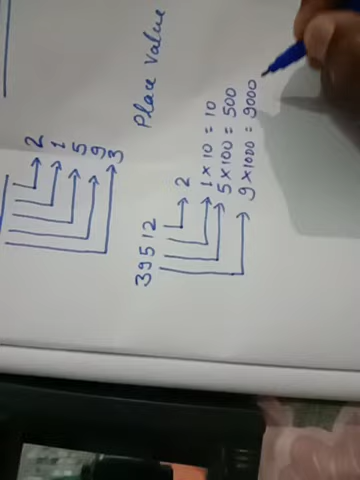 2
1
5
9
3
Place Value
39512
2
1 × 10 = 10
5 × 100 = 500
9 × 1000 = 9000